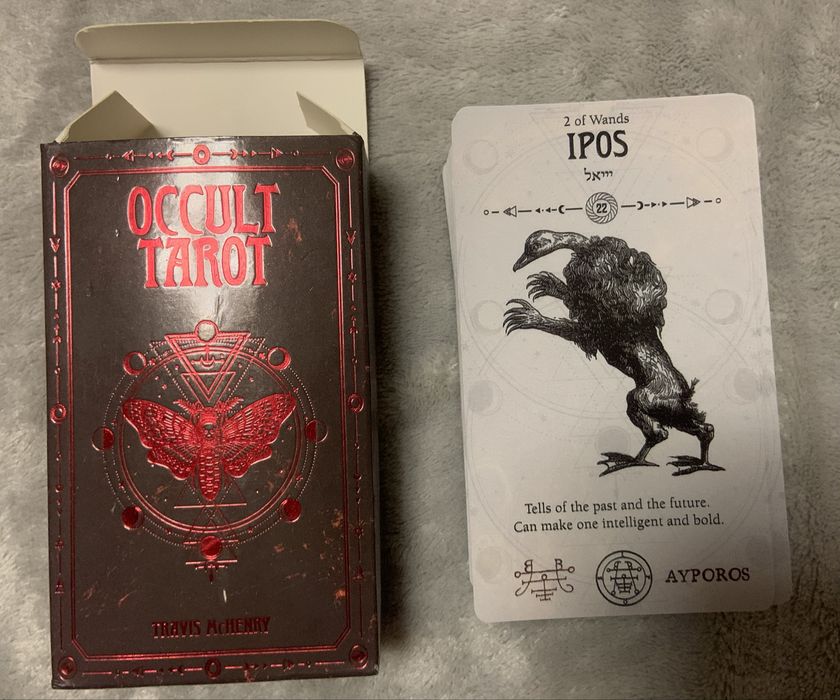 OCCULT
TAROT
TRAVIS McHENRY
2 of Wands
IPOS
ייאל
22
Tells of the past and the future.
Can make one intelligent and bold.
AYPOROS